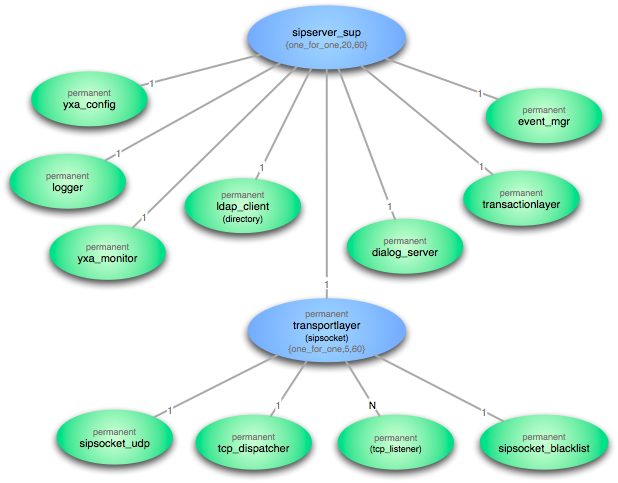 sipserver_sup
{one_for_one,20,60}
1
permanent
yxa_config
1
permanent
event_mgr
1
permanent
logger
1
permanent
ldap_client
(directory)
1
permanent
transactionlayer
1
permanent
yxa_monitor
1
permanent
dialog_server
1
permanent
transportlayer
(sipsocket)
{one_for_one,5,60}
1
permanent
sipsocket_udp
1
permanent
tcp_dispatcher
N
permanent
(tcp_listener)
1
permanent
sipsocket_blacklist